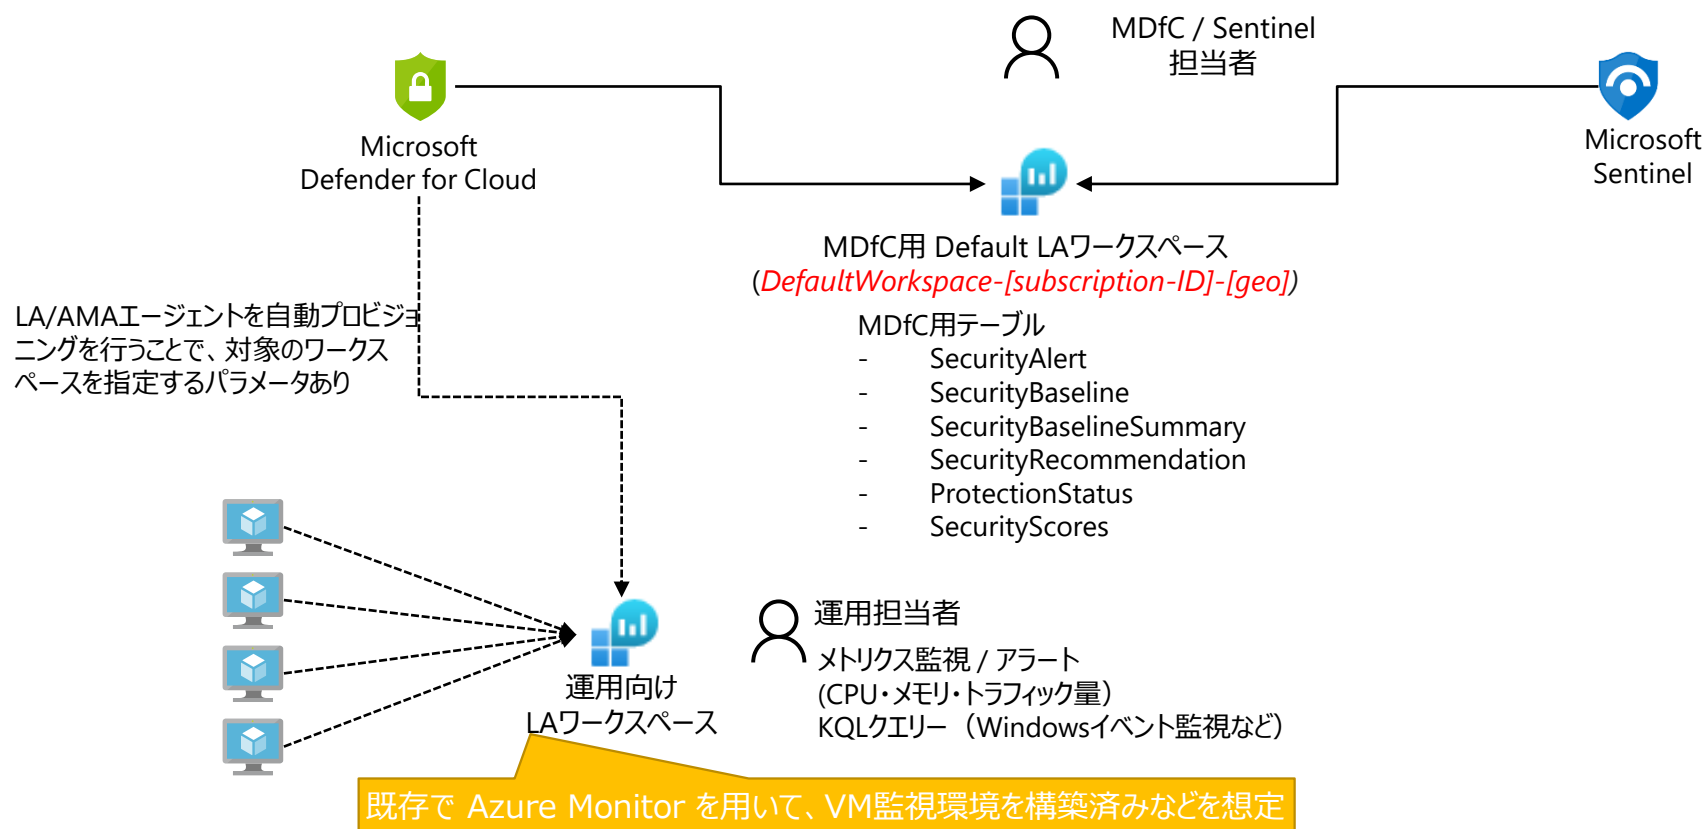 MDfC / Sentinel
担当者
Microsoft
Defender for Cloud
Microsoft
Sentinel
MDfC用 Default LAワークスペース
(DefaultWorkspace-[subscription-ID]-[geo])
LA/AMAエージェントを自動プロビジョ
ニングを行うことで、対象のワークス
ペースを指定するパラメータあり
MDfC用テーブル
- SecurityAlert
- SecurityBaseline
- SecurityBaselineSummary
- SecurityRecommendation
- ProtectionStatus
- SecurityScores
運用担当者
メトリクス監視 / アラート
(CPU・メモリ・トラフィック量）
KQLクエリー（Windowsイベント監視など）
運用向け
LAワークスペース
既存で Azure Monitor を用いて、VM監視環境を構築済みなどを想定